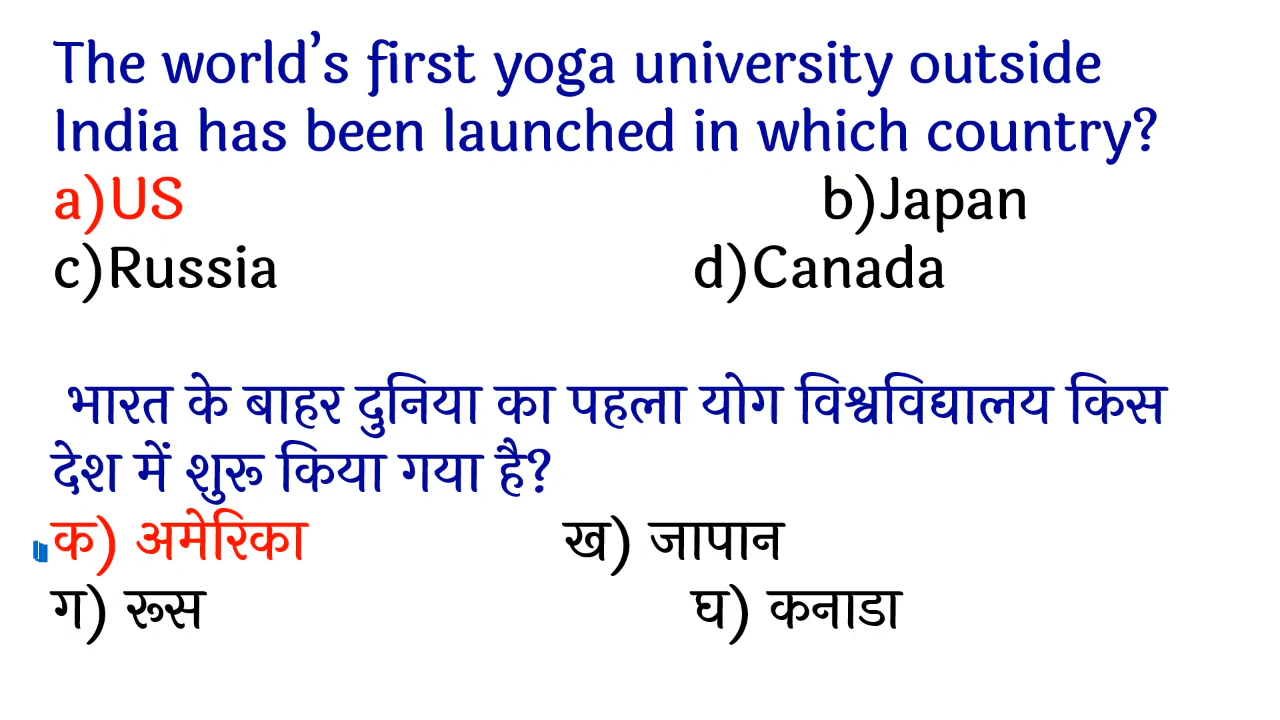 The world’s first yoga university outside
India has been launched in which country?
a)US b)Japan
c)Russia d)Canada
भारत के बाहर दुनिया का पहला योग विश्वविद्यालय किस
देश में शुरू किया गया है?
क) अमेरिका ख) जापान
ग) रूस घ) कनाडा